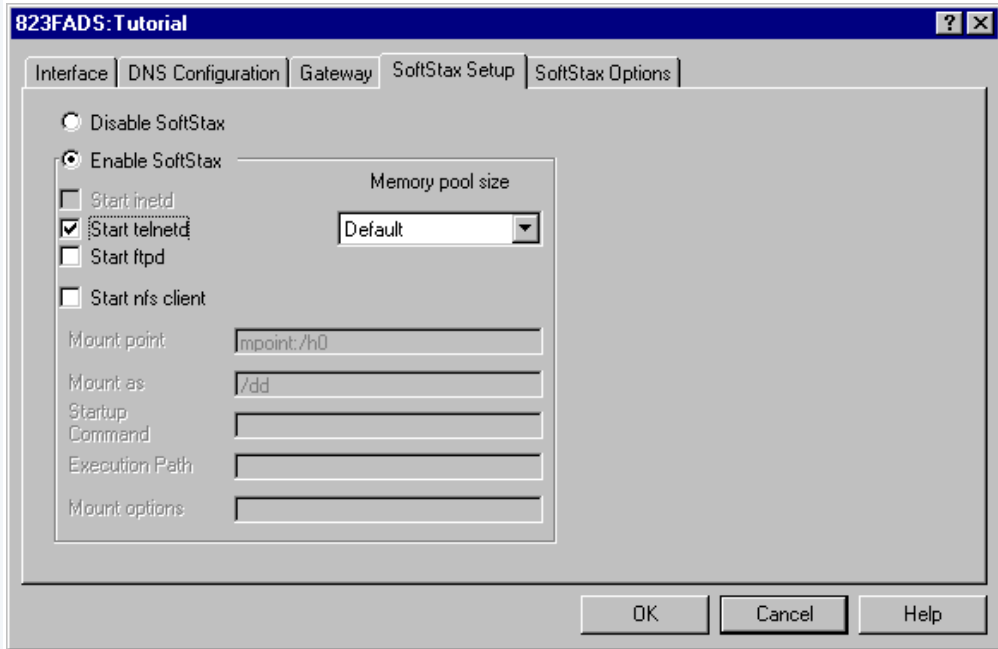 823FADS:Tutorial
Interface
DNS Configuration
Gateway
SoftStax Setup
SoftStax Options
Disable SoftStax
Enable SoftStax
Memory pool size
Start inetd
Start telnetd
Default
Start ftpd
Start nfs client
Mount point
mpoint:/h0
Mount as
/dd
Startup
Command
Execution Path
Mount options
OK
Cancel
Help